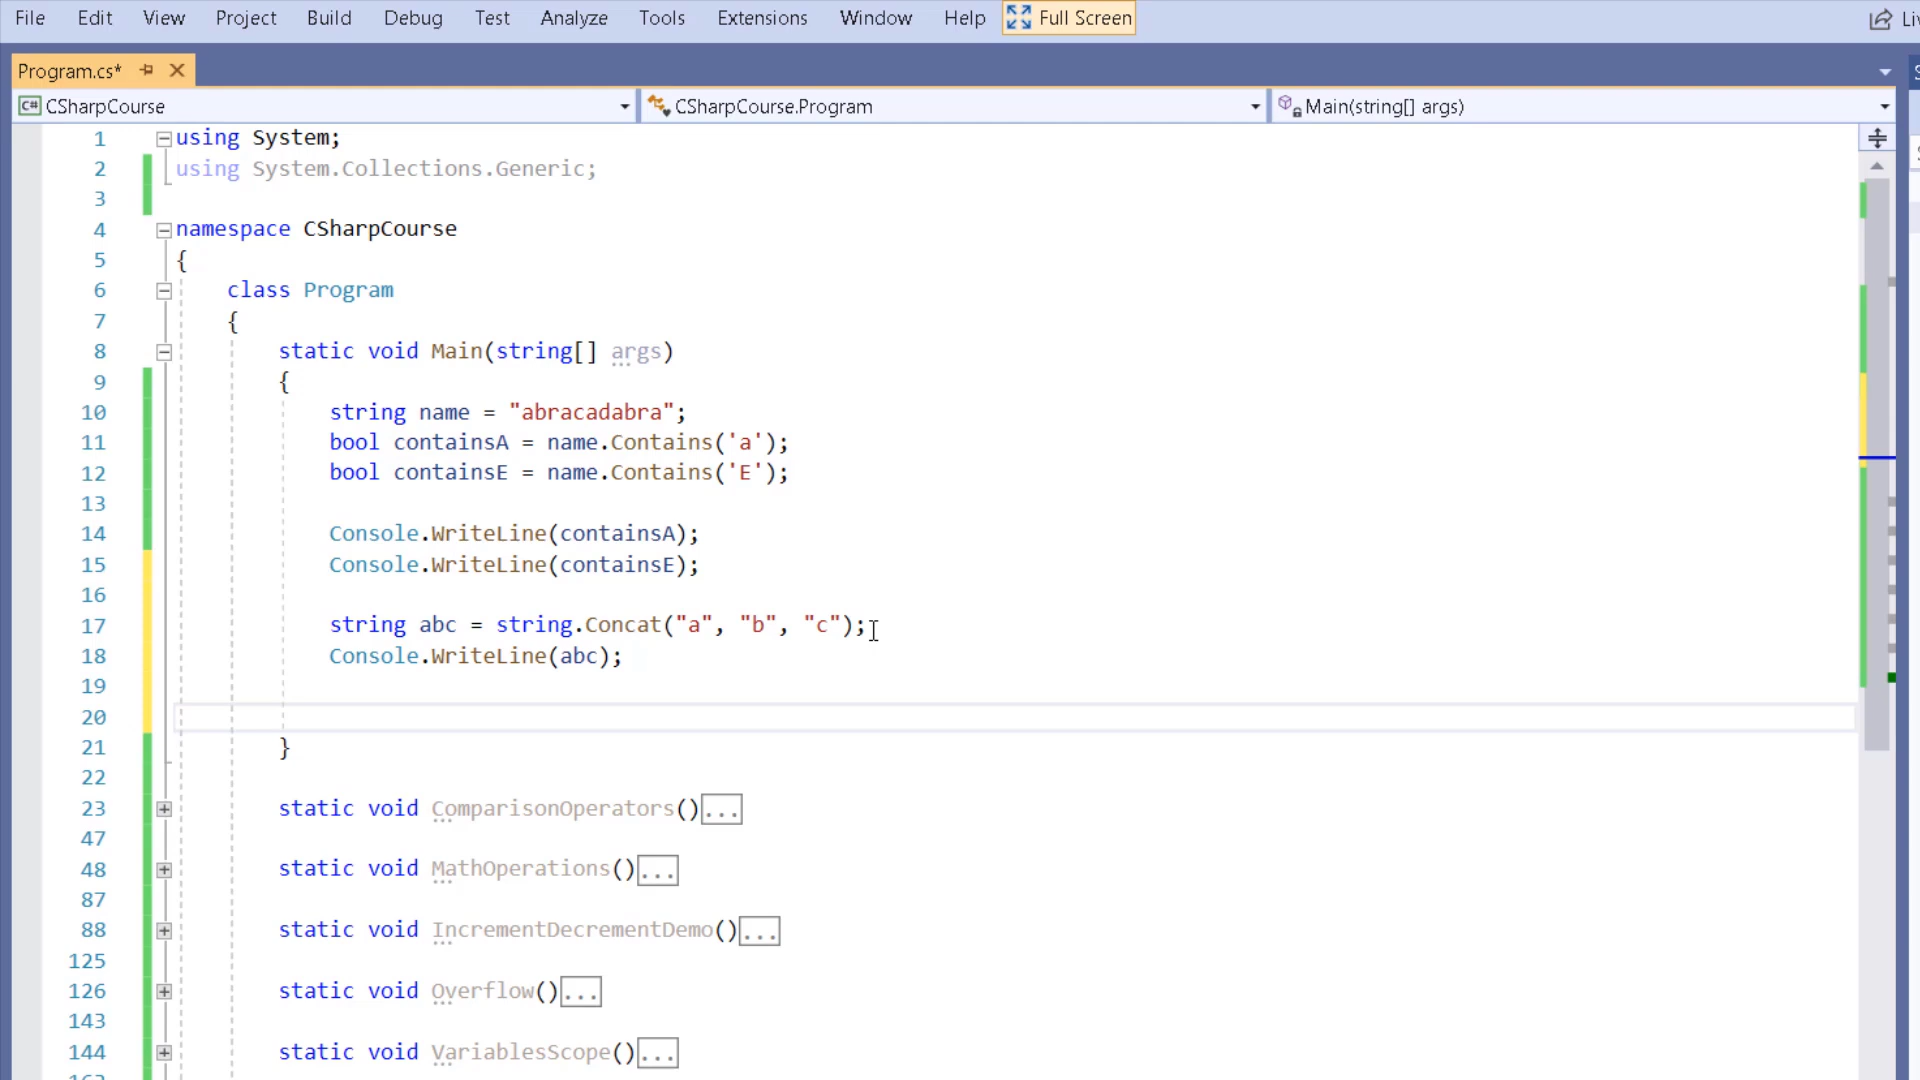 File Edit View Project Build Debug Test Analyze Tools Extensions Window Help Full Screen
Program.cs*
C# CSharpCourse CSharpCourse.Program Main(string[] args)
1 using System;
2 using System.Collections.Generic;
3
4 namespace CSharpCourse
5 {
6 class Program
7 {
8 static void Main(string[] args)
9 {
10 string name = "abracadabra";
11 bool containsA = name.Contains('a');
12 bool containsE = name.Contains('E');
13
14 Console.WriteLine(containsA);
15 Console.WriteLine(containsE);
16
17 string abc = string.Concat("a", "b", "c");
18 Console.WriteLine(abc);
19
20
21 }
22
23 static void ComparisonOperators()...
47
48 static void MathOperations()...
87
88 static void IncrementDecrementDemo()...
125
126 static void Overflow()...
143
144 static void VariablesScope()...